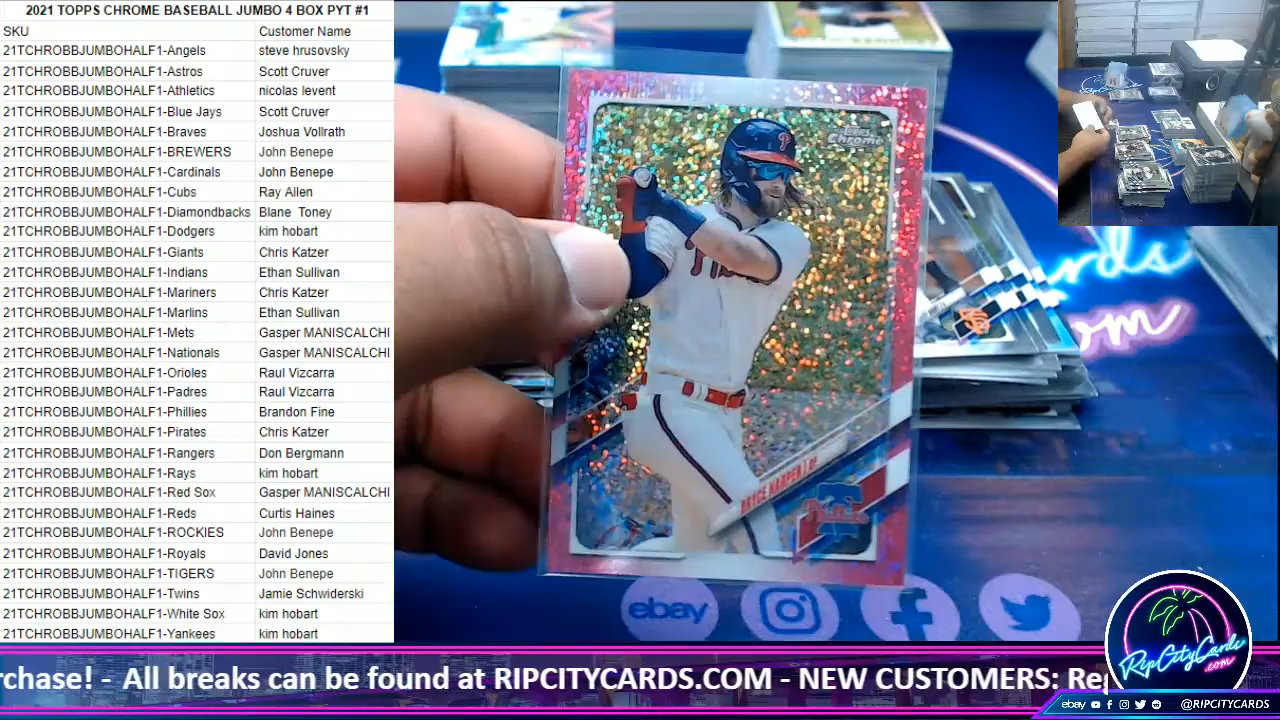 2021 TOPPS CHROME BASEBALL JUMBO 4 BOX PYT #1
SKU Customer Name
21TCHROBBJUMBOHALF1-Angels steve hrusovsky
21TCHROBBJUMBOHALF1-Astros Scott Cruver
21TCHROBBJUMBOHALF1-Athletics nicolas levent
21TCHROBBJUMBOHALF1-Blue Jays Scott Cruver
21TCHROBBJUMBOHALF1-Braves Joshua Vollrath
21TCHROBBJUMBOHALF1-BREWERS John Benepe
21TCHROBBJUMBOHALF1-Cardinals John Benepe
21TCHROBBJUMBOHALF1-Cubs Ray Allen
21TCHROBBJUMBOHALF1-Diamondbacks Blane Toney
21TCHROBBJUMBOHALF1-Dodgers kim hobart
21TCHROBBJUMBOHALF1-Giants Chris Katzer
21TCHROBBJUMBOHALF1-Indians Ethan Sullivan
21TCHROBBJUMBOHALF1-Mariners Chris Katzer
21TCHROBBJUMBOHALF1-Marlins Ethan Sullivan
21TCHROBBJUMBOHALF1-Mets Gasper MANISCALCHI
21TCHROBBJUMBOHALF1-Nationals Gasper MANISCALCHI
21TCHROBBJUMBOHALF1-Orioles Raul Vizcarra
21TCHROBBJUMBOHALF1-Padres Raul Vizcarra
21TCHROBBJUMBOHALF1-Phillies Brandon Fine
21TCHROBBJUMBOHALF1-Pirates Chris Katzer
21TCHROBBJUMBOHALF1-Rangers Don Bergmann
21TCHROBBJUMBOHALF1-Rays kim hobart
21TCHROBBJUMBOHALF1-Red Sox Gasper MANISCALCHI
21TCHROBBJUMBOHALF1-Reds Curtis Haines
21TCHROBBJUMBOHALF1-ROCKIES John Benepe
21TCHROBBJUMBOHALF1-Royals David Jones
21TCHROBBJUMBOHALF1-TIGERS John Benepe
21TCHROBBJUMBOHALF1-Twins Jamie Schwiderski
21TCHROBBJUMBOHALF1-White Sox kim hobart
21TCHROBBJUMBOHALF1-Yankees kim hobart
Topps
Chrome
P
BRYCE HARPER | OF
Phillies
SF
rds
om
ebay
rchase! - All breaks can be found at RIPCITYCARDS.COM - NEW CUSTOMERS: Re
RipCityCards
.com
ebay @RIPCITYCARDS